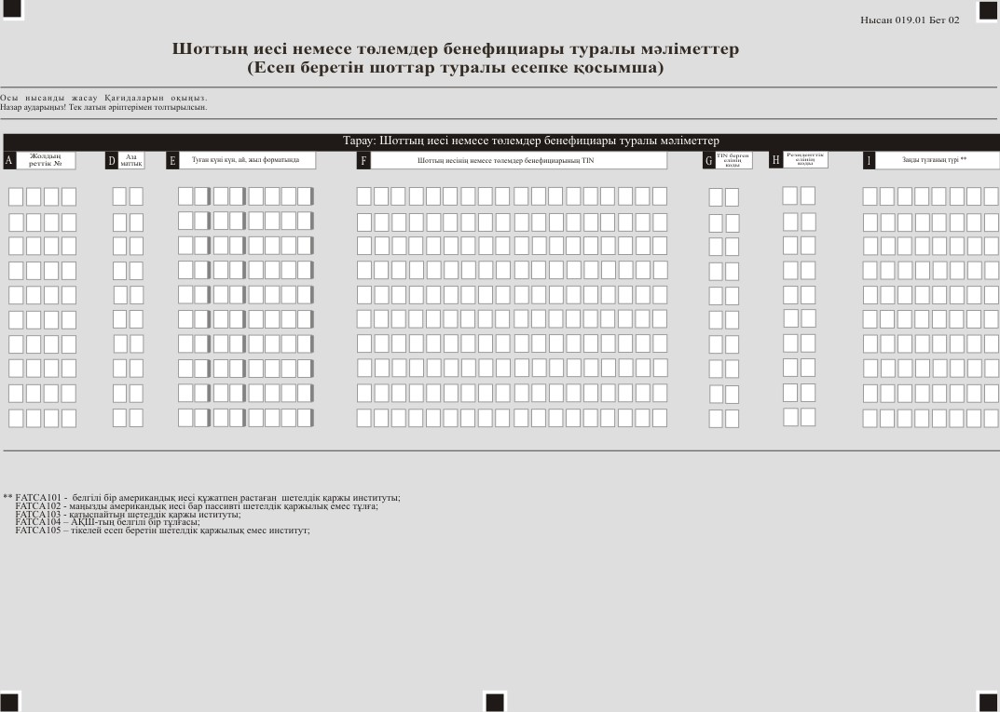 Нысан 019.01 Бет 02
Шоттың иесі немесе төлемдер бенефициары туралы мәліметтер
(Есеп беретін шоттар туралы есепке қосымша)
Осы нысанды жасау Қағидаларын оқыңыз.
Назар аударыңыз! Тек латын әріптерімен толтырылсын.
Тарау: Шоттың иесі немесе төлемдер бенефициары туралы мәліметтер
A Жолдың
реттік №
D Аза
маттық
E Туған күні күн, ай, жыл форматында
F Шоттың иесінің немесе төлемдер бенефициарының TIN
G TIN берген
елінің
коды
H Резиденттік
елінің
коды
I Заңды тұлғаның түрі **
** FATCA101 - белгілі бір американдық иесі құжатпен растаған шетелдік қаржы институты;
FATCA102 - маңызды американдық иесі бар пассивті шетелдік қаржылық емес тұлға;
FATCA103 - қатыспайтын шетелдік қаржы иституты;
FATCA104 – АҚШ-тың белгілі бір тұлғасы;
FATCA105 – тікелей есеп беретін шетелдік қаржылық емес институт;